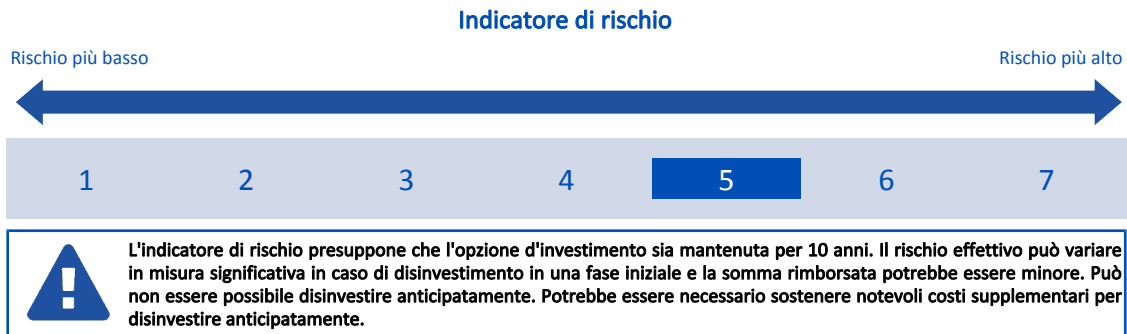 Indicatore di rischio
Rischio più basso
Rischio più alto
1 2 3 4 5 6 7
L'indicatore di rischio presuppone che l'opzione d'investimento sia mantenuta per 10 anni. Il rischio effettivo può variare
in misura significativa in caso di disinvestimento in una fase iniziale e la somma rimborsata potrebbe essere minore. Può
non essere possibile disinvestire anticipatamente. Potrebbe essere necessario sostenere notevoli costi supplementari per
disinvestire anticipatamente.